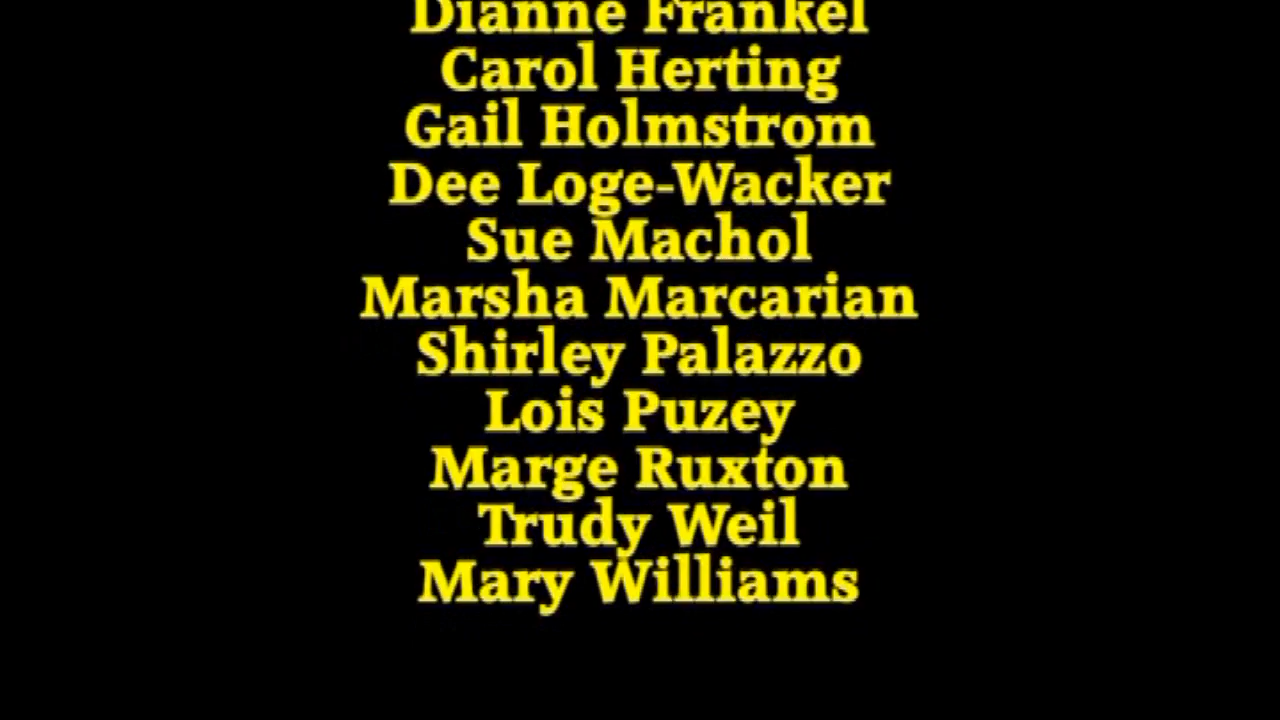 Dianne Frankel
Carol Herting
Gail Holmstrom
Dee Loge-Wacker
Sue Machol
Marsha Marcarian
Shirley Palazzo
Lois Puzey
Marge Ruxton
Trudy Weil
Mary Williams